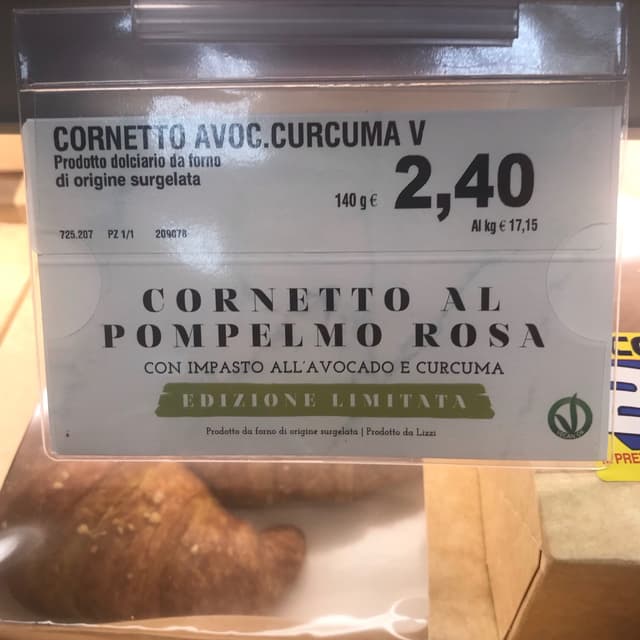 CORNETTO AVOC.CURCUMA V
Prodotto dolciario da forno
di origine surgelata
140 g € 2,40
Al kg € 17,15
725.207 PZ 1/1 209078
CORNETTO AL
POMPELMO ROSA
CON IMPASTO ALL'AVOCADO E CURCUMA
EDIZIONE LIMITATA
Prodotto da forno di origine surgelata | Prodotto da Lizzi